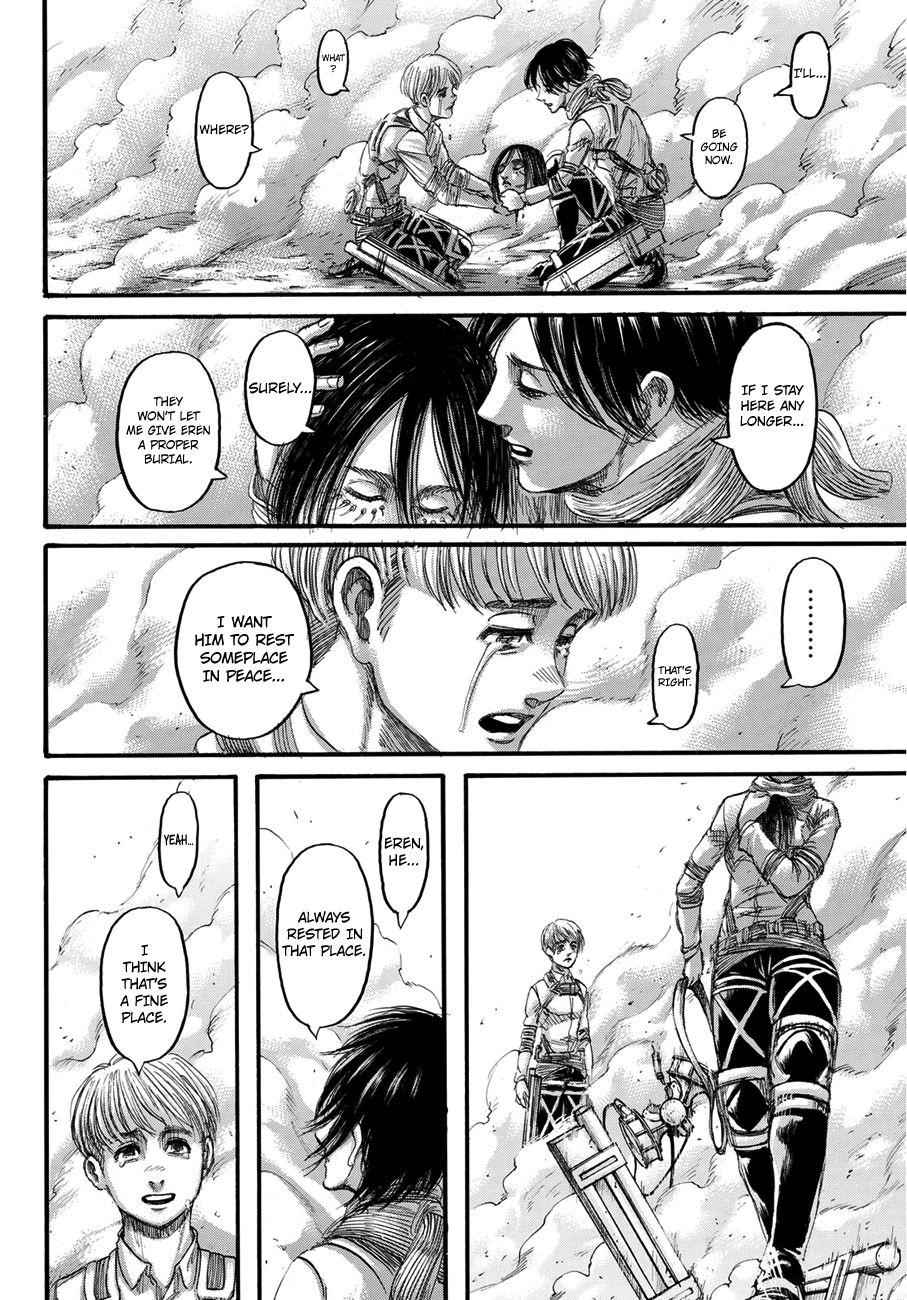 I'LL...
BE
GOING
NOW.
WHAT
?
WHERE?
IF I STAY
HERE ANY
LONGER...
SURELY...
THEY
WON'T LET
ME GIVE EREN
A PROPER
BURIAL.
.........
THAT'S
RIGHT.
I WANT
HIM TO REST
SOMEPLACE
IN PEACE...
EREN,
HE...
ALWAYS
RESTED IN
THAT PLACE.
YEAH...
I
THINK
THAT'S
A FINE
PLACE.